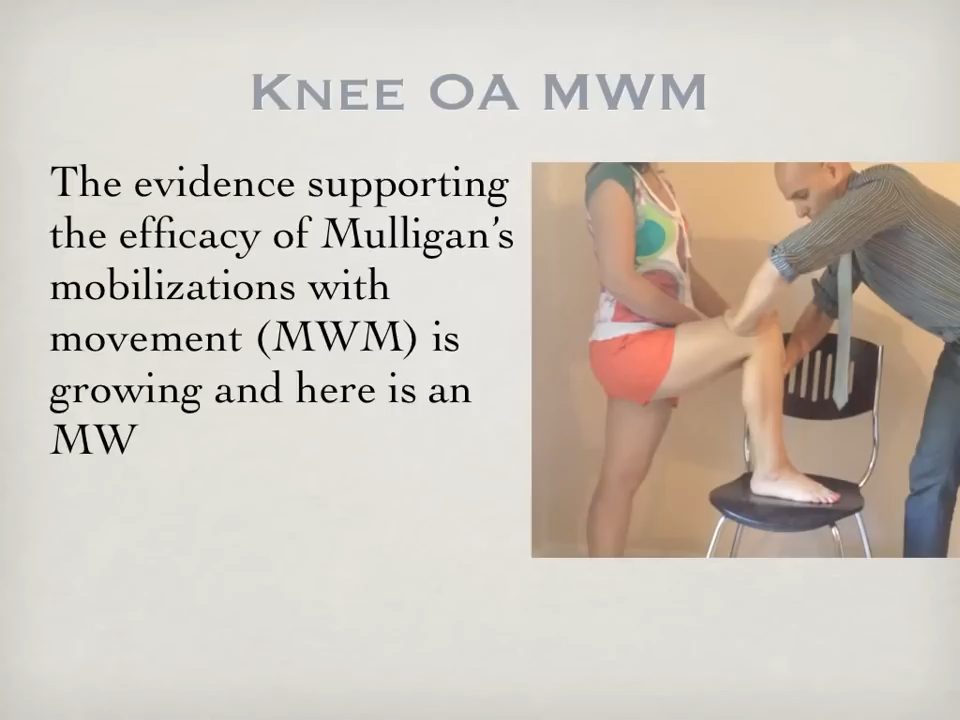 KNEE OA MWM
The evidence supporting
the efficacy of Mulligan’s
mobilizations with
movement (MWM) is
growing and here is an
MW